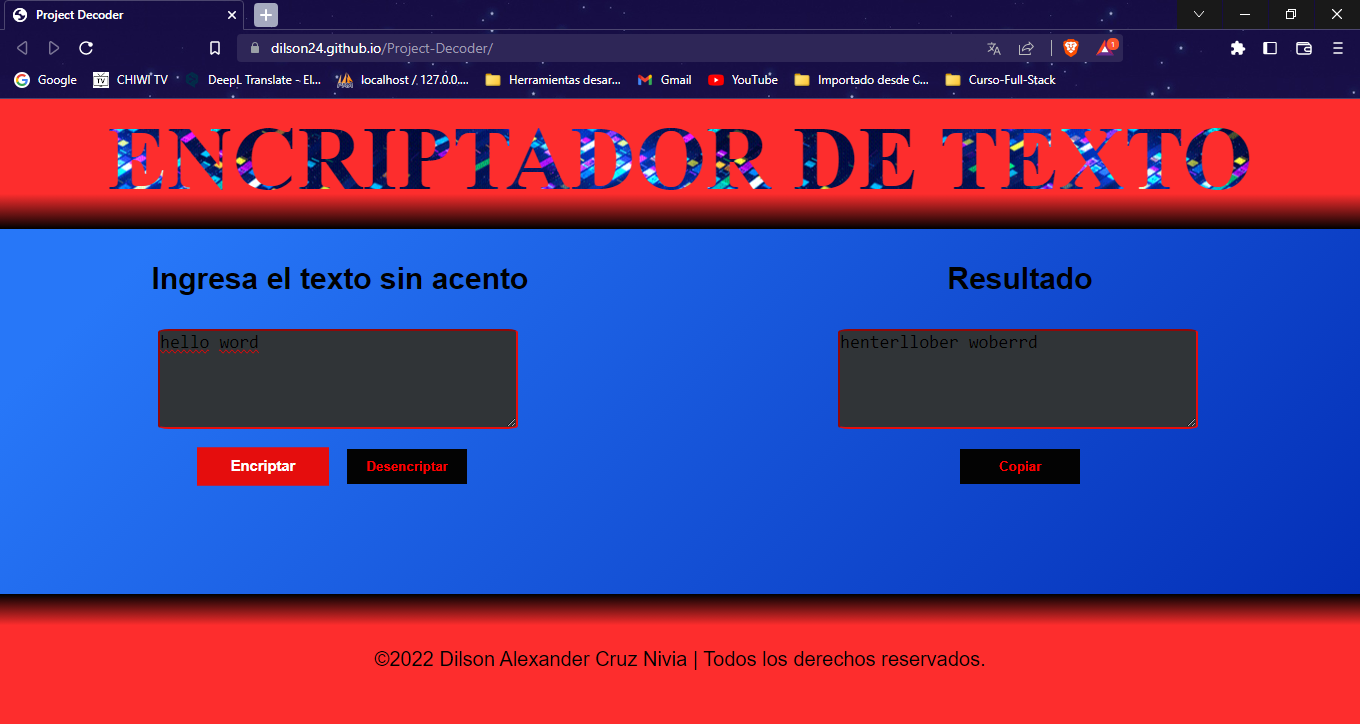 Project Decoder
dilson24.github.io/Project-Decoder/
1
Google CHIWI TV DeepL Translate - El... localhost / 127.0.0.... Herramientas desar... Gmail YouTube Importado desde C... Curso-Full-Stack
ENCRIPTADOR DE TEXTO
Ingresa el texto sin acento
hello word
Encriptar Desencriptar
Resultado
henterllober woberrd
Copiar
©2022 Dilson Alexander Cruz Nivia | Todos los derechos reservados.